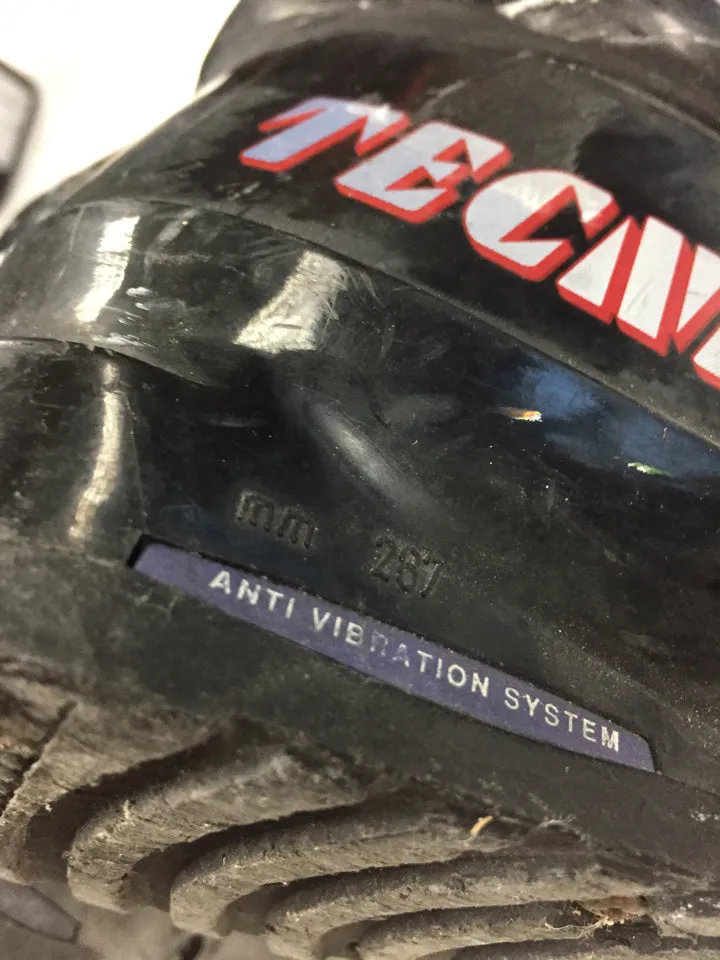 TECN
mm 267
ANTI VIBRATION SYSTEM